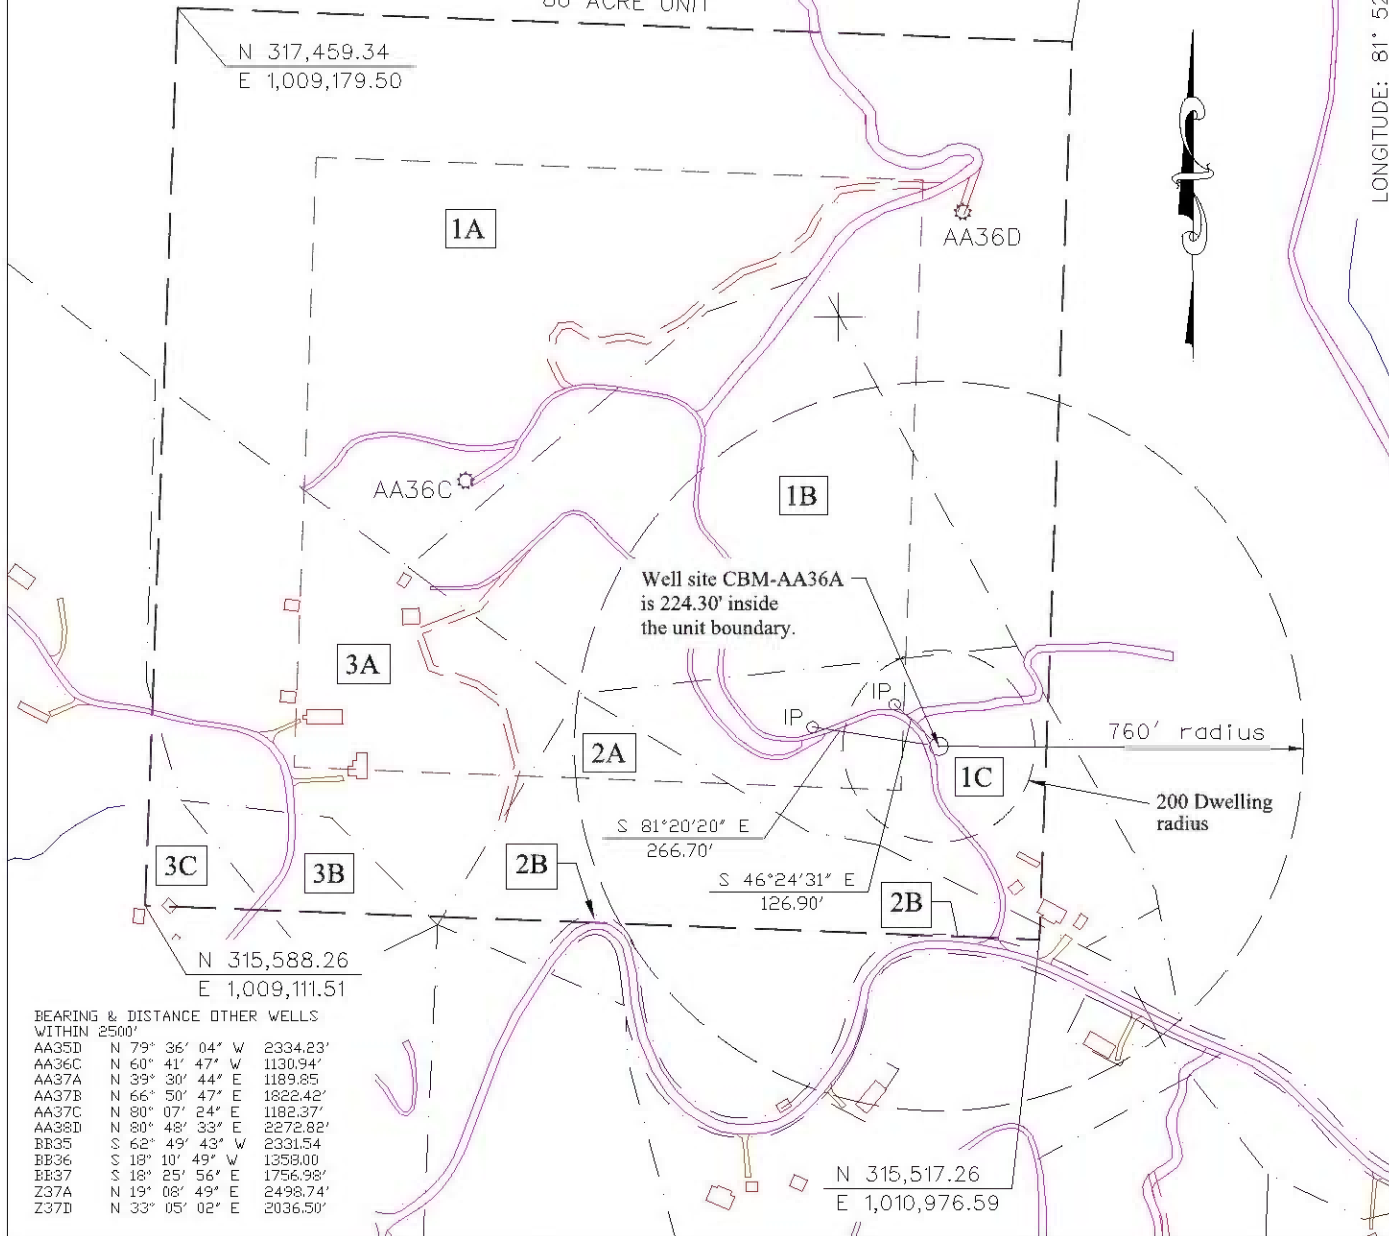 ACRE UNIT
N 317,459.34
E 1,009,179.50
LONGITUDE: 81° 52
1A
AA36D
AA36C
1B
Well site CBM-AA36A
is 224.30' inside
the unit boundary.
3A
IP
IP
760' radius
2A
1C
200 Dwelling
radius
S 81°20'20" E
266.70'
S 46°24'31" E
126.90'
3C
3B
2B
2B
N 315,588.26
E 1,009,111.51
BEARING & DISTANCE OTHER WELLS
WITHIN 2500'
AA35D N 79° 36' 04" W 2334.23'
AA36C N 60° 41' 47" W 1130.94'
AA37A N 39° 30' 44" E 1189.85
AA37B N 66° 50' 47" E 1822.42'
AA37C N 80° 07' 24" E 1182.37'
AA38D N 80° 48' 33" E 2272.82'
BB35 S 62° 49' 43" W 2331.54
BB36 S 18° 10' 49" W 1358.00
BB37 S 18° 25' 56" E 1756.98'
Z37A N 19° 08' 49" E 2498.74'
Z37D N 33° 05' 02" E 2036.50'
N 315,517.26
E 1,010,976.59